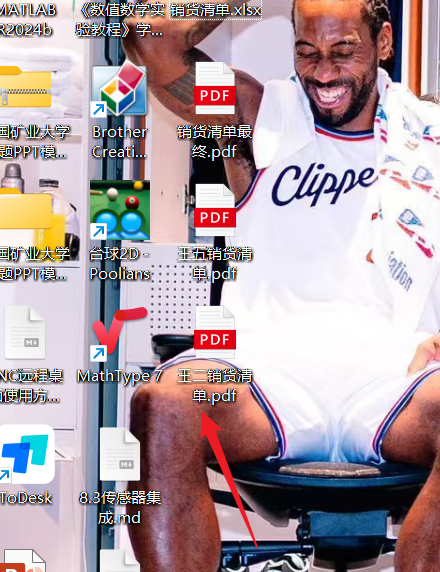 MATLAB
R2024b
《数值数学实
验教程》学...
销货清单.xlsx
国矿业大学
题PPT模...
Brother
Creati...
PDF
销货清单最
终.pdf
国矿业大学
题PPT模...
台球2D -
Poolians
PDF
王五销货清
单.pdf
NC远程桌
面使用方...
MathType 7
PDF
王二销货清
单.pdf
ToDesk
8.3传感器集
成.md
Clippe